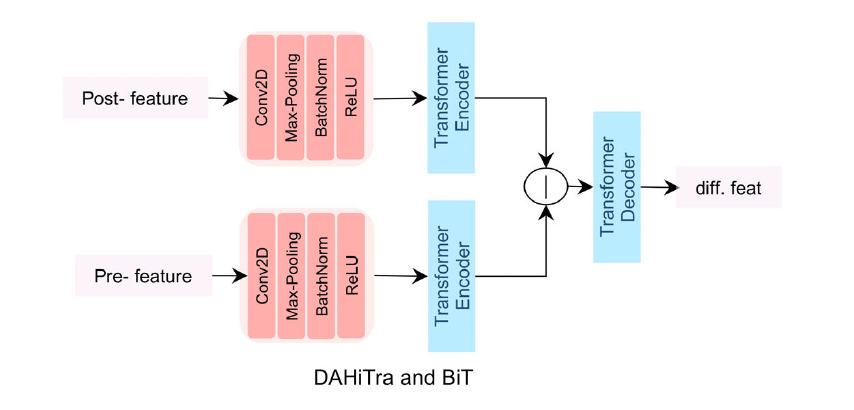 Post- feature
Conv2D
Max-Pooling
BatchNorm
ReLU
Transformer
Encoder
Transformer
Decoder
diff. feat
Pre- feature
Conv2D
Max-Pooling
BatchNorm
ReLU
Transformer
Encoder
DAHiTra and BiT